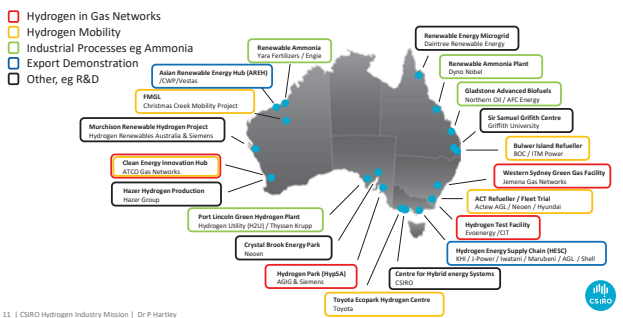 Hydrogen in Gas Networks
Hydrogen Mobility
Industrial Processes eg Ammonia
Export Demonstration
Other, eg R&D
Renewable Ammonia
Yara Fertilizers / Engie
Asian Renewable Energy Hub (AREH)
/CWP/Vestas
FMGL
Christmas Creek Mobility Project
Murchison Renewable Hydrogen Project
Hydrogen Renewables Australia & Siemens
Clean Energy Innovation Hub
ATCO Gas Networks
Hazer Hydrogen Production
Hazer Group
Port Lincoln Green Hydrogen Plant
Hydrogen Utility (H2U) / Thyssen Krupp
Crystal Brook Energy Park
Neoen
Hydrogen Park (HypSA)
AGIG & Siemens
Toyota Ecopark Hydrogen Centre
Toyota
Centre for Hybrid energy Systems
CSIRO
Renewable Energy Microgrid
Daintree Renewable Energy
Renewable Ammonia Plant
Dyno Nobel
Gladstone Advanced Biofuels
Northern Oil / AFC Energy
Sir Samuel Grifith Centre
Griffith University
Bulwer Island Refueller
BOC / ITM Power
Western Sydney Green Gas Facility
Jemena Gas Networks
ACT Refueller / Fleet Trial
Actew AGL / Neoen / Hyundai
Hydrogen Test Facility
Evoenergy /CIT
Hydrogen Energy Supply Chain (HESC)
KHI / J-Power / Iwatani / Marubeni / AGL / Shell
CSIRO
11 | CSIRO Hydrogen Industry Mission | Dr P Hartley